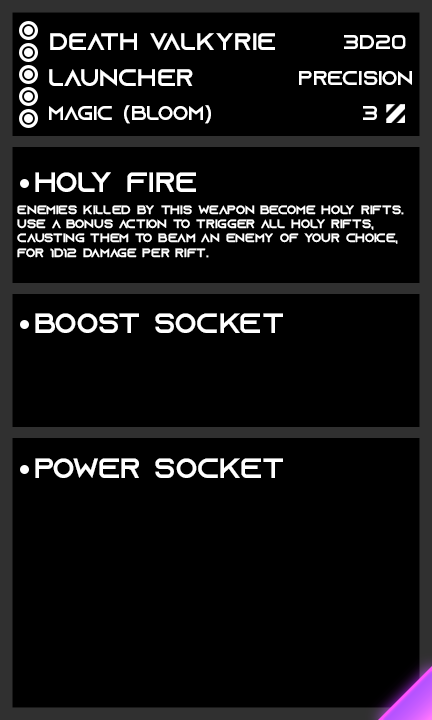 DEATH VALKYRIE 3D20
LAUNCHER PRECISION
MAGIC (BLOOM) 3
•HOLY FIRE
ENEMIES KILLED BY THIS WEAPON BECOME HOLY RIFTS.
USE A BONUS ACTION TO TRIGGER ALL HOLY RIFTS,
CAUSTING THEM TO BEAM AN ENEMY OF YOUR CHOICE,
FOR 1D12 DAMAGE PER RIFT.
•BOOST SOCKET
•POWER SOCKET